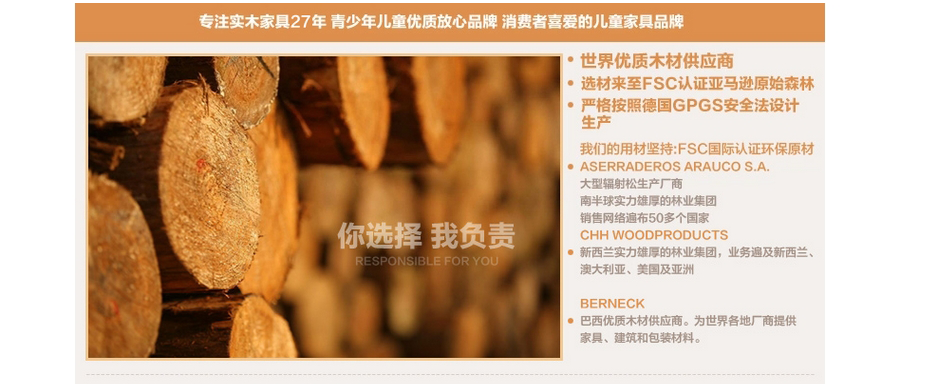 专注实木家具27年 青少年儿童优质放心品牌 消费者喜爱的儿童家具品牌
世界优质木材供应商
选材来至FSC认证亚马逊原始森林
严格按照德国GPGS安全法设计
生产
我们的用材坚持:FSC国际认证环保原材
ASERRADEROS ARAUCO S.A.
大型辐射松生产厂商
南半球实力雄厚的林业集团
销售网络遍布50多个国家
CHH WOODPRODUCTS
新西兰实力雄厚的林业集团，业务遍及新西兰、
澳大利亚、美国及亚洲
BERNECK
巴西优质木材供应商。为世界各地厂商提供
家具、建筑和包装材料。
你选择 我负责
RESPONSIBLE FOR YOU